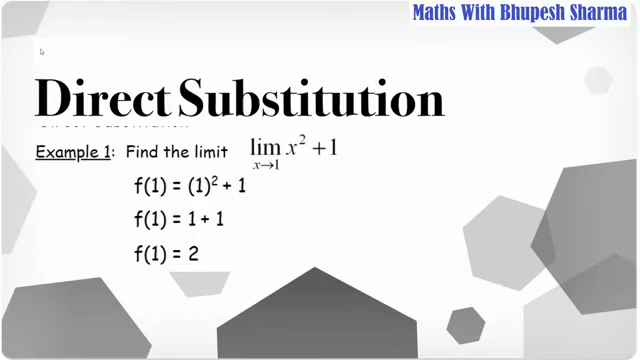 Maths With Bhupesh Sharma
Direct Substitution
Example 1: Find the limit lim x→1 x² + 1
f(1) = (1)² + 1
f(1) = 1 + 1
f(1) = 2